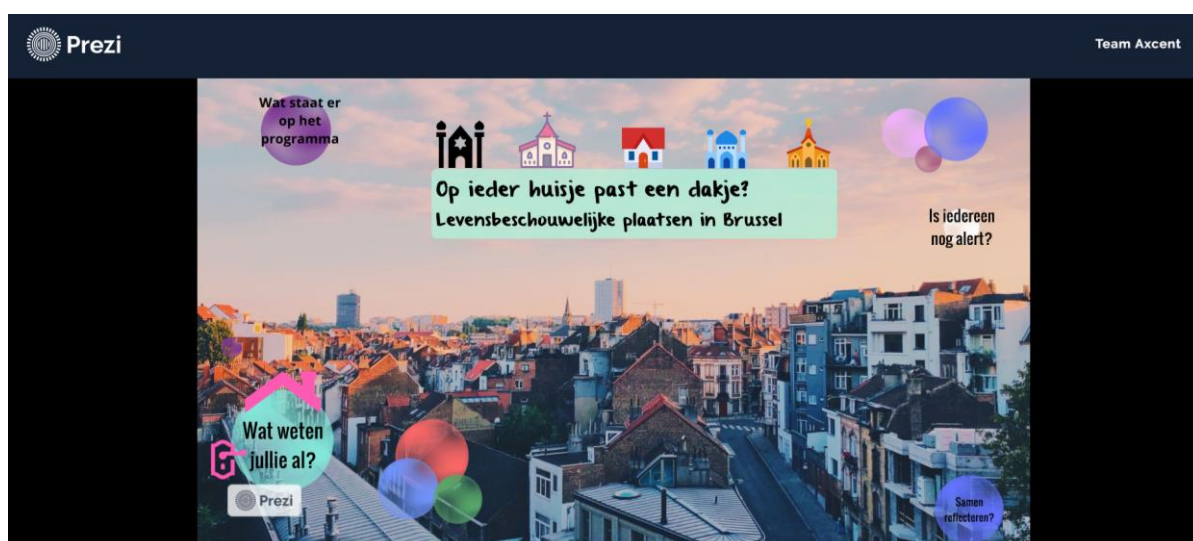 Prezi
Team Axcent
Wat staat er
op het
programma
Op ieder huisje past een dakje?
Levensbeschouwelijke plaatsen in Brussel
Is iedereen
nog alert?
Wat weten
jullie al?
Prezi
Samen
reflecteren?